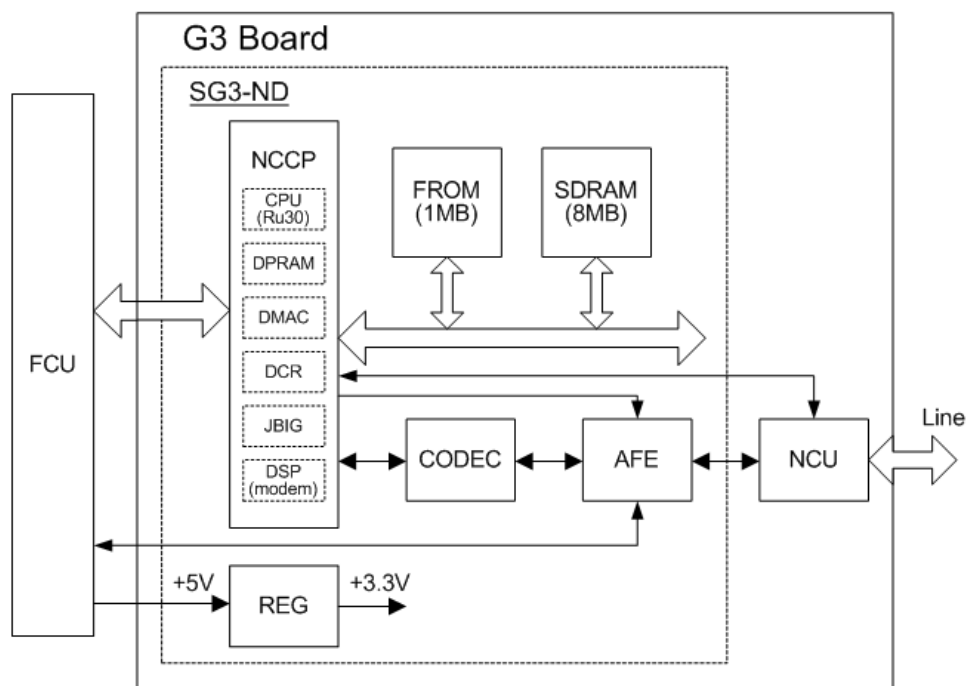 G3 Board
SG3-ND
NCCP
CPU
(Ru30)
DPRAM
DMAC
DCR
JBIG
DSP
(modem)
FROM
(1MB)
SDRAM
(8MB)
FCU
CODEC
AFE
NCU
Line
+5V
REG
+3.3V